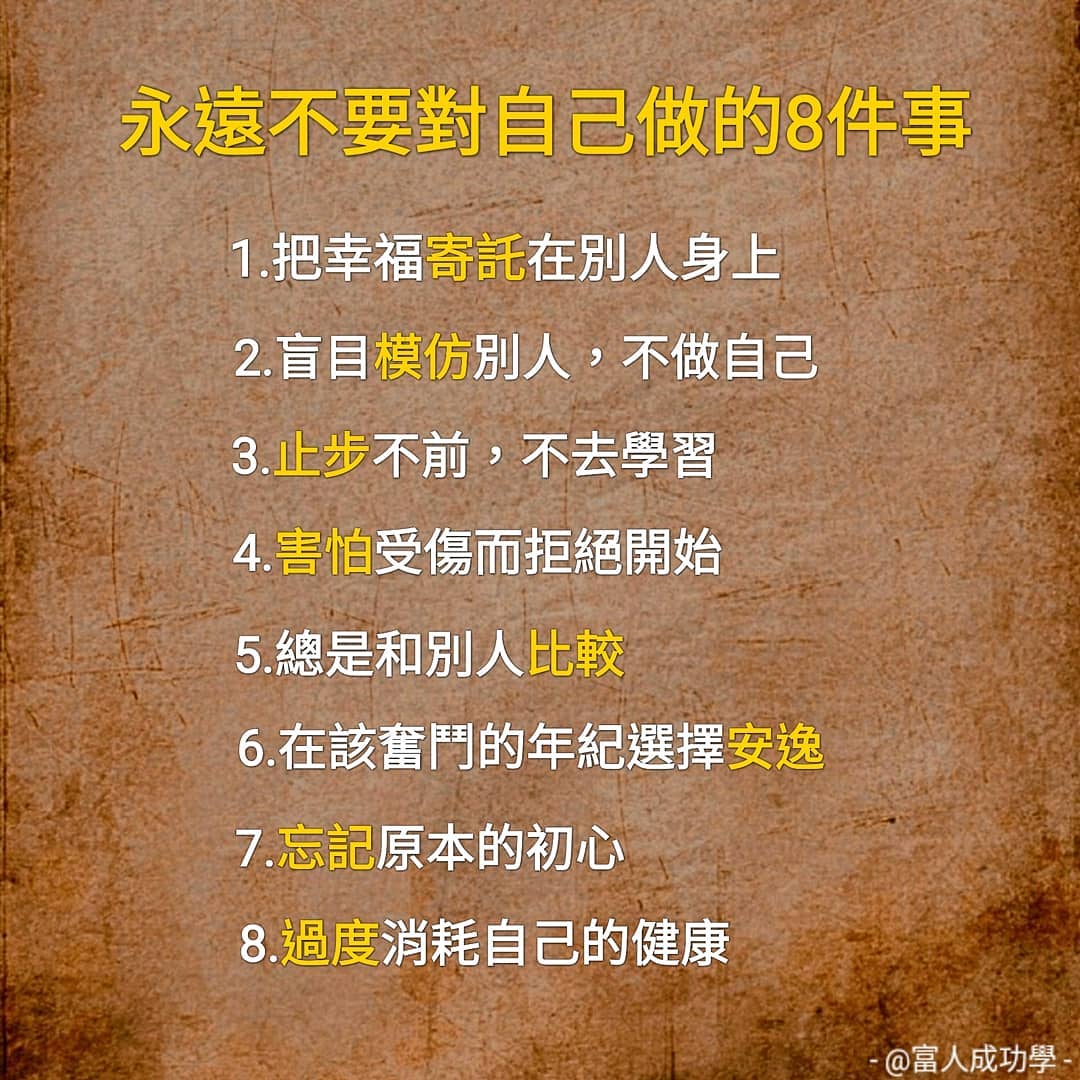 永遠不要對自己做的8件事
1.把幸福寄託在別人身上
2.盲目模仿別人，不做自己
3.止步不前，不去學習
4.害怕受傷而拒絕開始
5.總是和別人比較
6.在該奮鬥的年紀選擇安逸
7.忘記原本的初心
8.過度消耗自己的健康
- @富人成功學 -